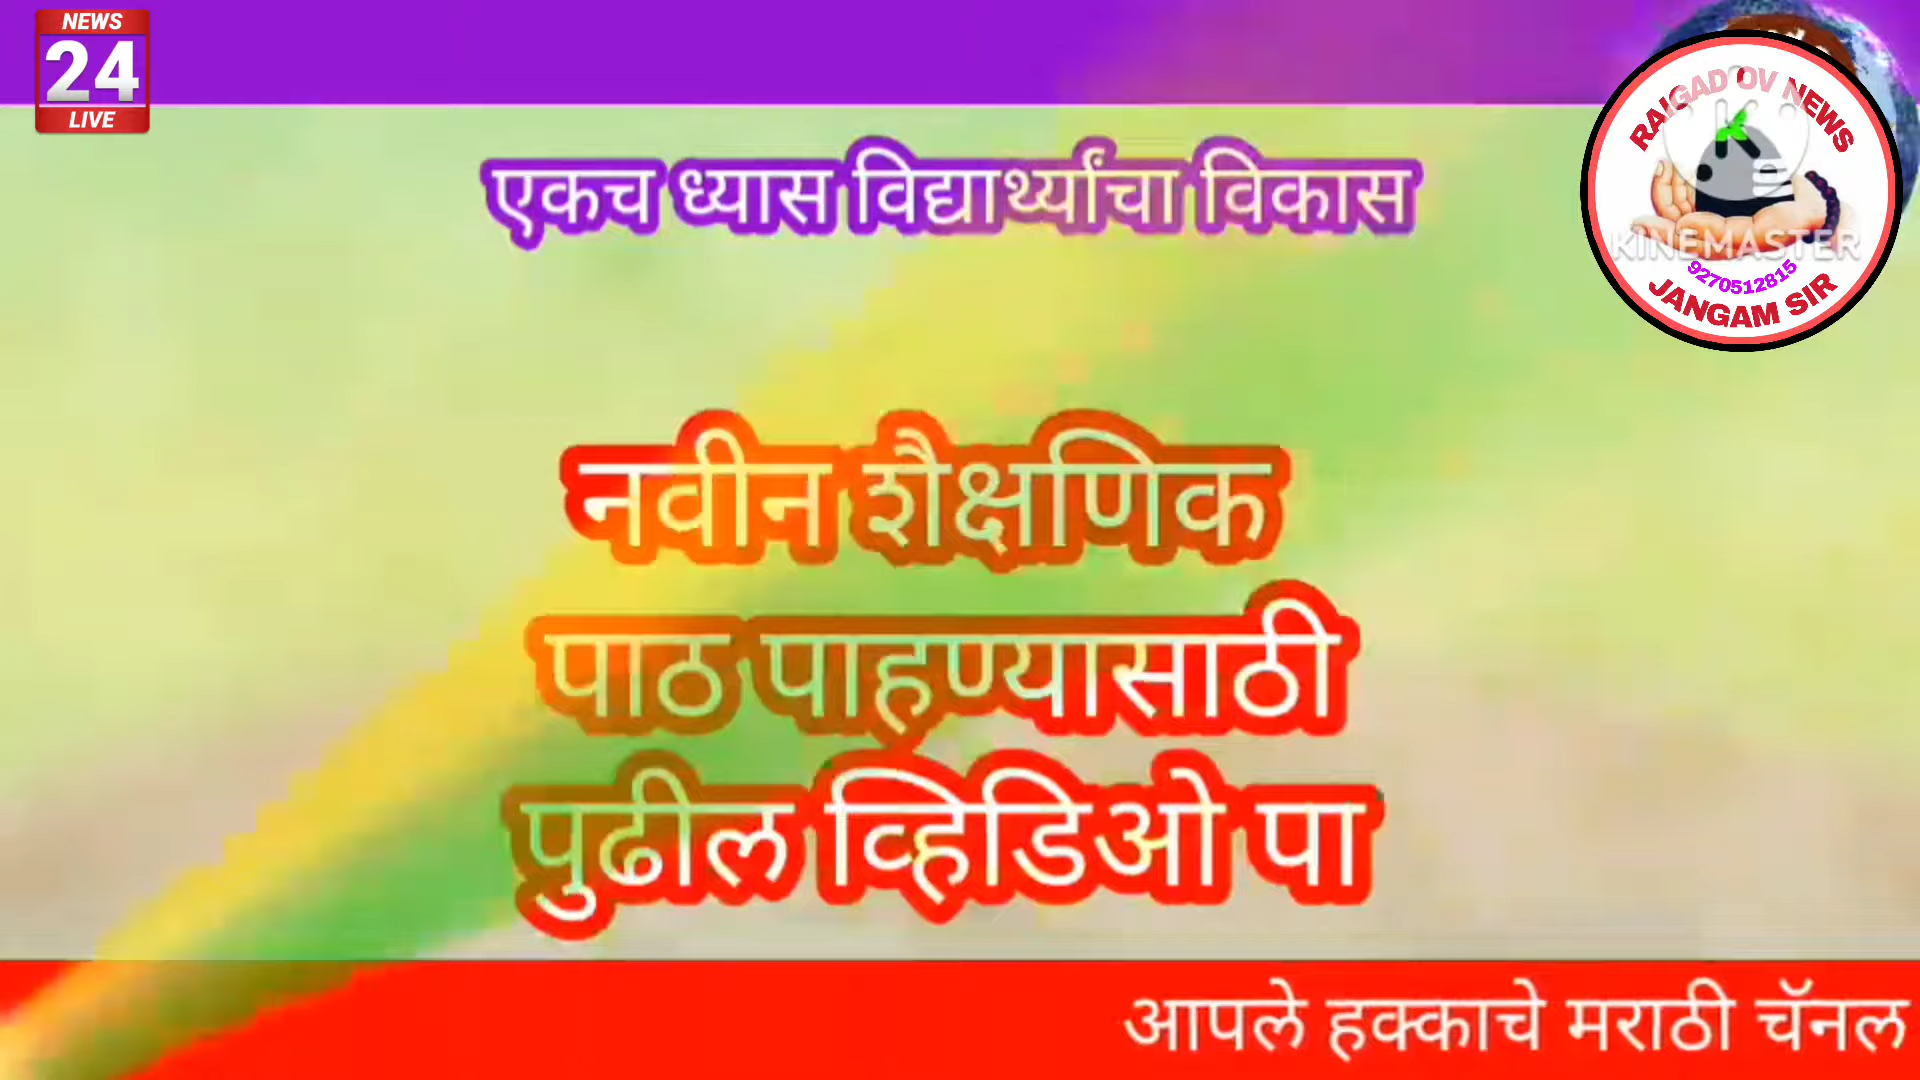 NEWS
24
LIVE
RAIGAD OV NEWS
KINEMASTER
9270512815
JANGAM SIR
एकच ध्यास विद्यार्थ्यांचा विकास
नवीन शैक्षणिक
पाठ पाहण्यासाठी
पुढील व्हिडिओ पा
आपले हक्काचे मराठी चॅनल